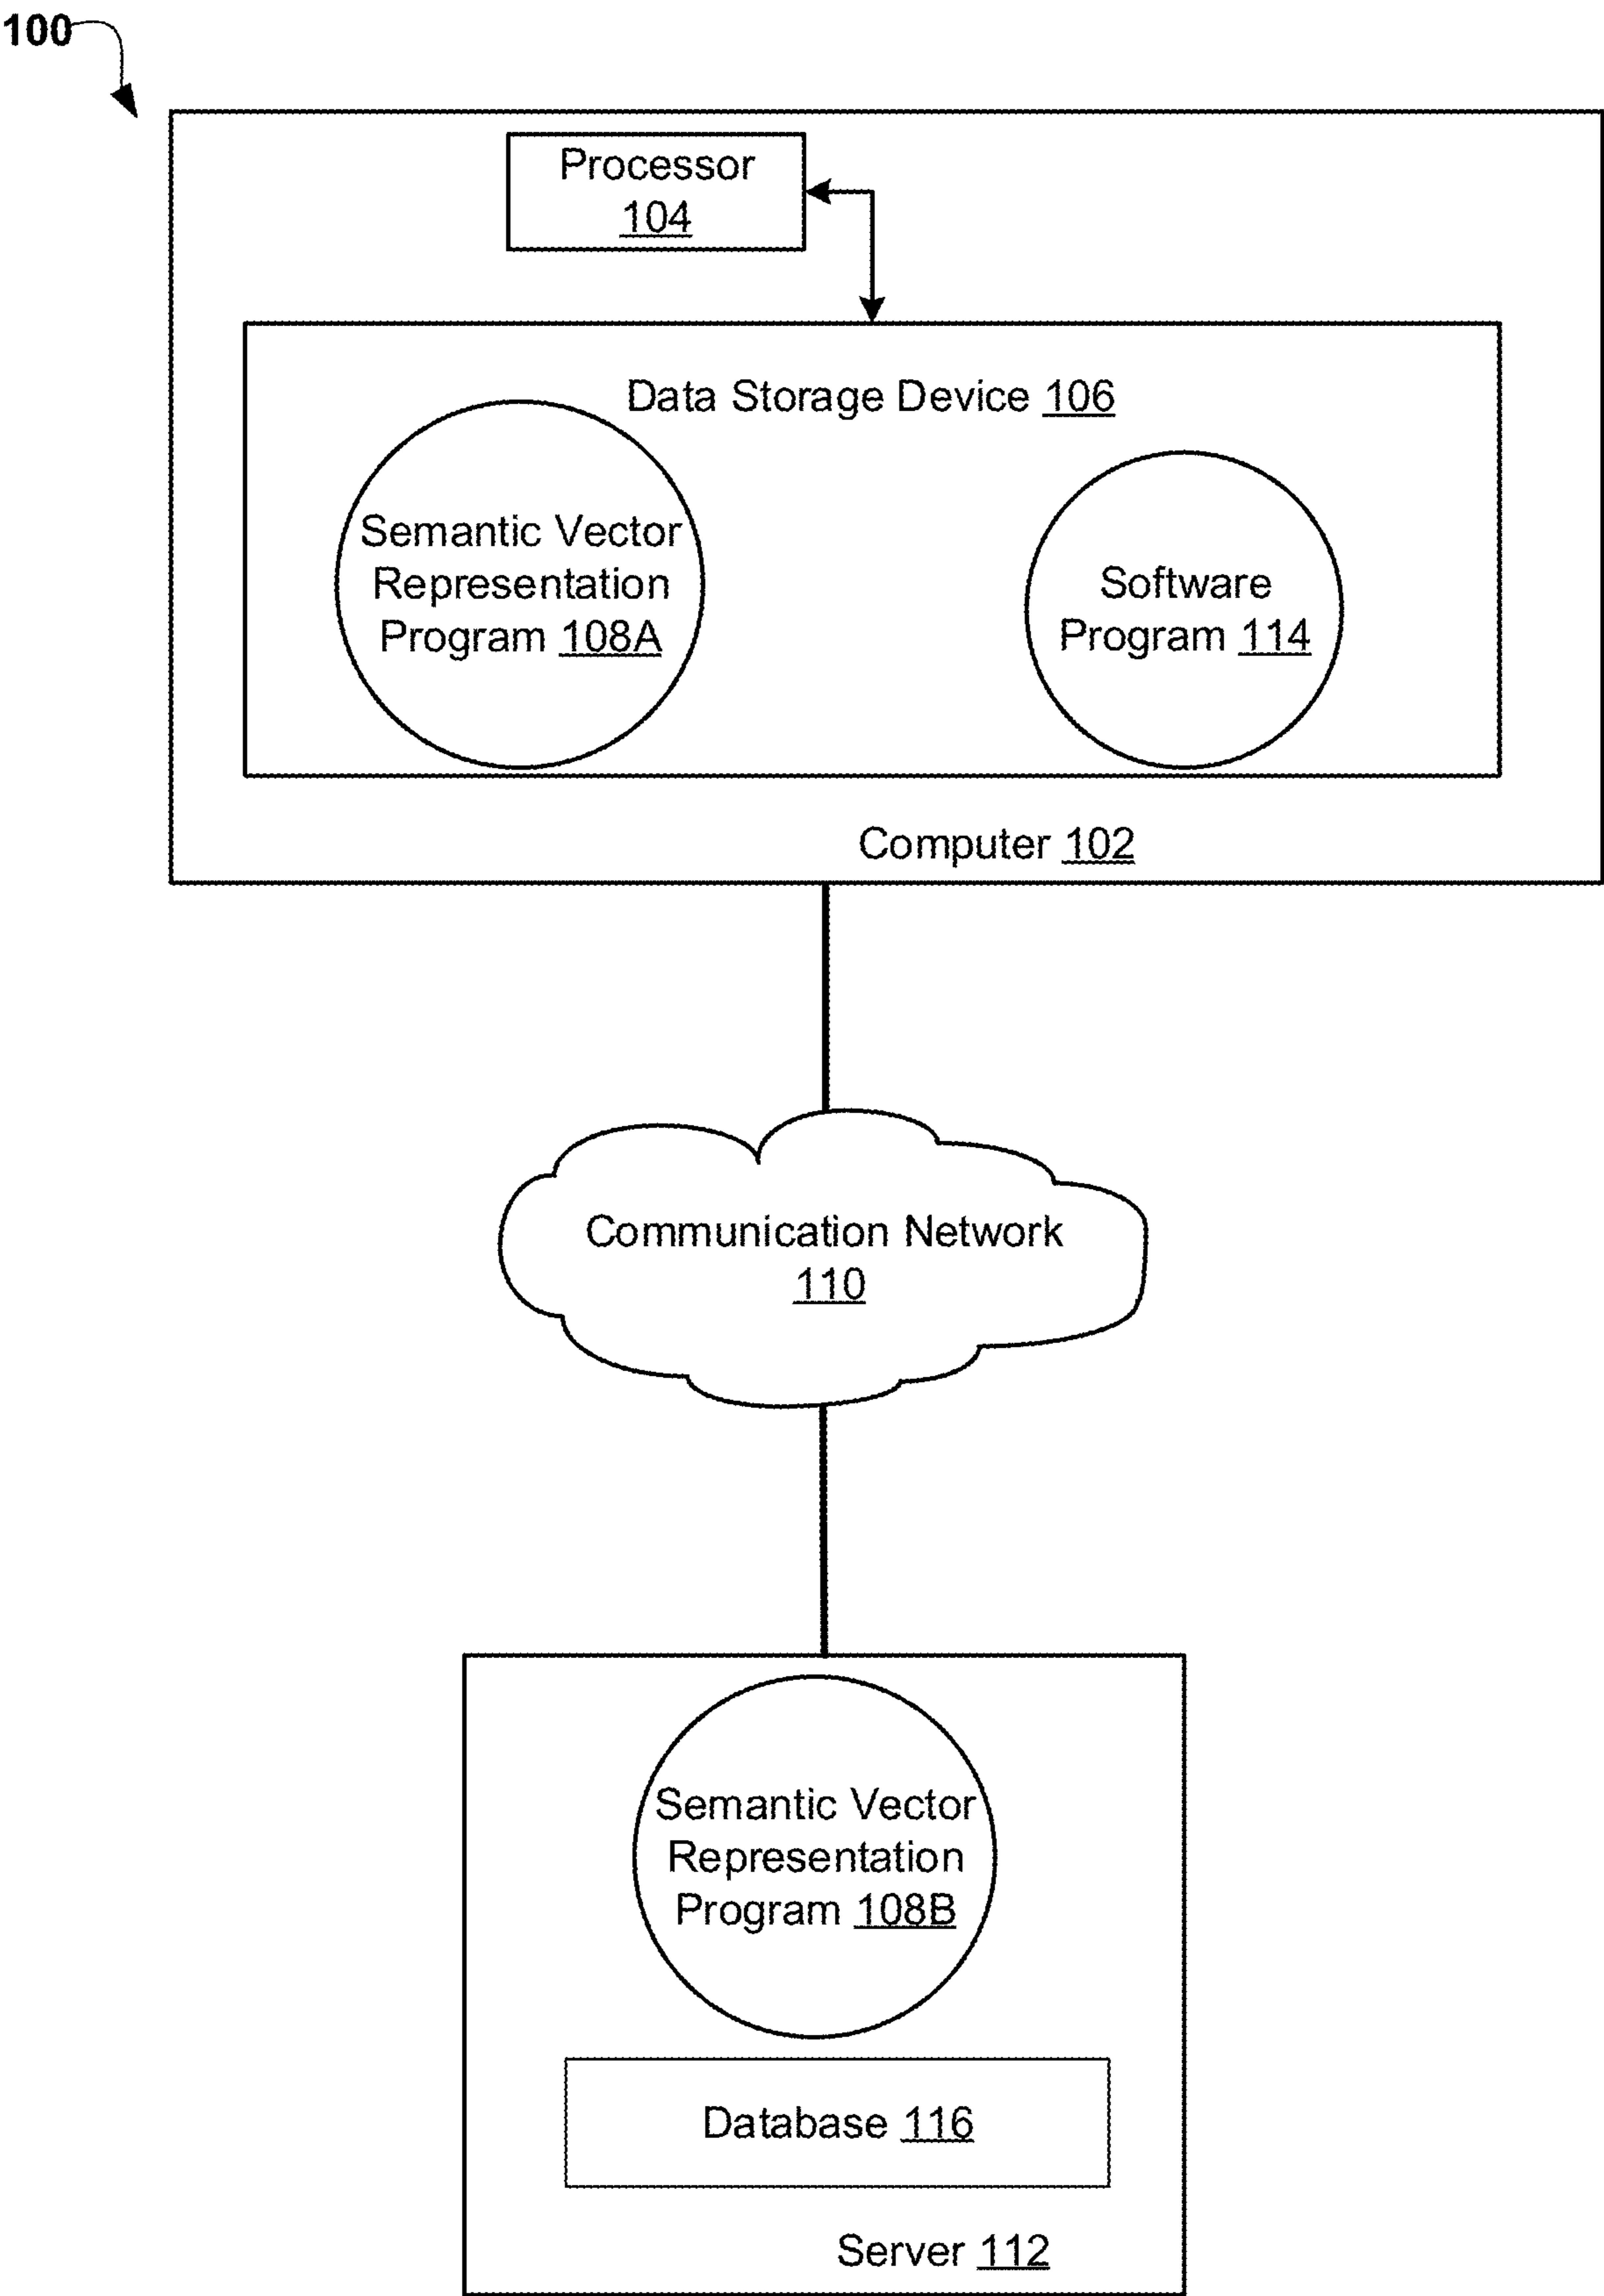 100
Processor
104
Data Storage Device 106
Semantic Vector
Representation
Program 108A
Software
Program 114
Computer 102
Communication Network
110
Semantic Vector
Representation
Program 108B
Database 116
Server 112